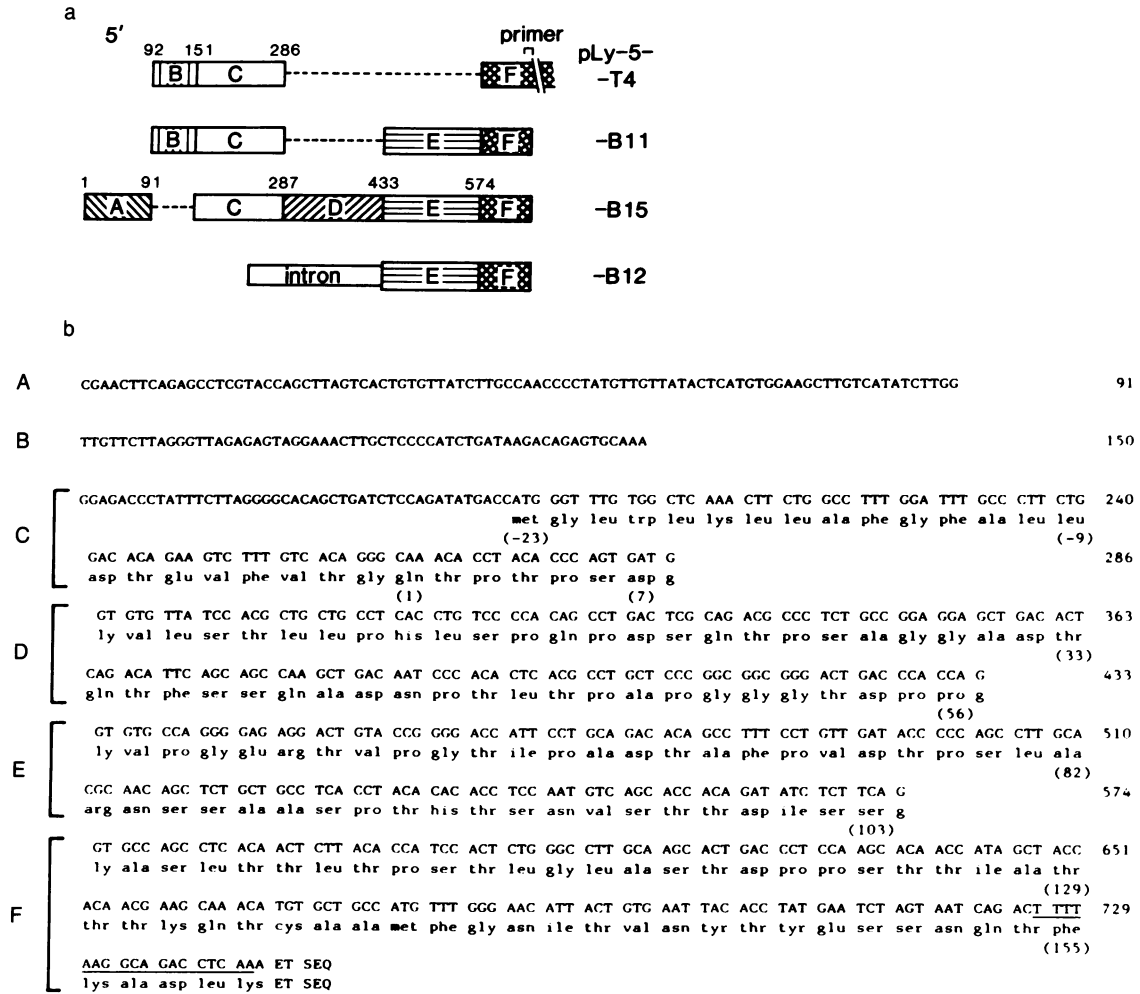 a
5'
primer
92 151 286
pLy-5-
B C F
-T4
B C E F
-B11
1 91 287 433 574
A C D E F
-B15
intron E F
-B12
b
A CGAACTTCAGAGCCTCGTACCAGCTTAGTCACTGTGTTATCTTGCCAACCCCTATGTTGTTATACTCATGTGGAAGCTTGTCATATCTTGG 91
B TTGTTCTTAGGGTTAGAGAGTAGGAAACTTGCTCCCCATCTGATAAGACAGAGTGCAAA 150
C
GGAGACCCTATTTCTTAGGGGCACAGCTGATCTCCAGATATGACCATG GGT TTG TGG CTC AAA CTT CTG GCC TTT GGA TTT GCC CTT CTG 240
met gly leu trp leu lys leu leu ala phe gly phe ala leu leu
(-23) (-9)
GAC ACA GAA GTC TTT GTC ACA GGG CAA ACA CCT ACA CCC AGT GAT G 286
asp thr glu val phe val thr gly gln thr pro thr pro ser asp g
(1) (7)
D
GT GTG TTA TCC ACG CTG CTG CCT CAC CTG TCC CCA CAG CCT GAC TCG CAG ACG CCC TCT GCC GGA GGA GCT GAC ACT 363
ly val leu ser thr leu leu pro his leu ser pro gln pro asp ser gln thr pro ser ala gly gly ala asp thr
(33)
CAG ACA TTC AGC AGC CAA GCT GAC AAT CCC ACA CTC ACG CCT GCT CCC GGC GGC GGG ACT GAC CCA CCA G 433
gln thr phe ser ser gln ala asp asn pro thr leu thr pro ala pro gly gly gly thr asp pro pro g
(56)
E
GT GTG CCA GGG GAG AGG ACT GTA CCG GGG ACC ATT CCT GCA GAC ACA GCC TTT CCT GTT GAT ACC CCC AGC CTT GCA 510
ly val pro gly glu arg thr val pro gly thr ile pro ala asp thr ala phe pro val asp thr pro ser leu ala
(82)
CGC AAC AGC TCT GCT GCC TCA CCT ACA CAC ACC TCC AAT GTC AGC ACC ACA GAT ATC TCT TCA G 574
arg asn ser ser ala ala ser pro thr his thr ser asn val ser thr thr asp ile ser ser g
(103)
F
GT GCC AGC CTC ACA ACT CTT ACA CCA TCC ACT CTG GGC CTT GCA AGC ACT GAC CCT CCA AGC ACA ACC ATA GCT ACC 651
ly ala ser leu thr thr leu thr pro ser thr leu gly leu ala ser thr asp pro pro ser thr thr ile ala thr
(129)
ACA ACG AAG CAA ACA TGT GCT GCC ATG TTT GGG AAC ATT ACT GTG AAT TAC ACC TAT GAA TCT AGT AAT CAG ACT TTT 729
thr thr lys gln thr cys ala ala met phe gly asn ile thr val asn tyr thr tyr glu ser ser asn gln thr phe
(155)
AAG GCA GAC CTC AAA ET SEQ
lys ala asp leu lys ET SEQ